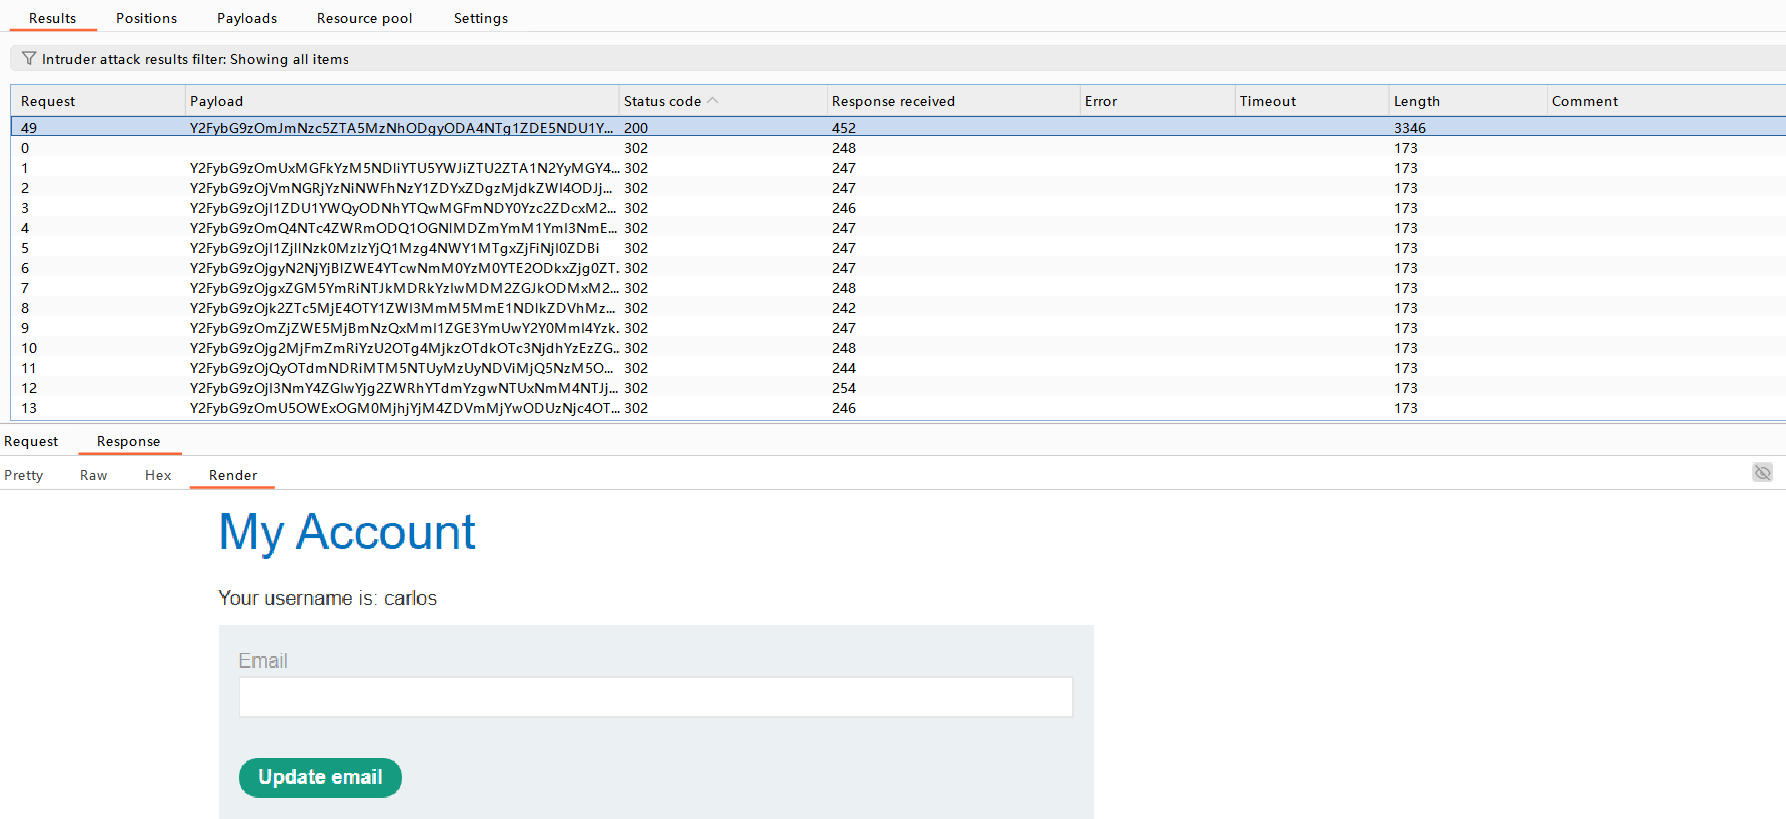 Results Positions Payloads Resource pool Settings
Intruder attack results filter: Showing all items
Request Payload Status code Response received Error Timeout Length Comment
49 Y2FybG9zOmJmNzc5ZTA5MzNhODgyODA4NTg1ZDE5NDU1Y... 200 452 3346
0 302 248 173
1 Y2FybG9zOmUxMGFkYzM5NDliYTU5YWJiZTU2ZTA1N2YyMGY4... 302 247 173
2 Y2FybG9zOjVmNGRjYzNiNWFhNzY1ZDYxZDgzMjdkZWI4ODJj... 302 247 173
3 Y2FybG9zOjI1ZDU1YWQyODNhYTQwMGFmNDY0Yzc2ZDcxM2... 302 246 173
4 Y2FybG9zOmQ4NTc4ZWRmODQ1OGNlMDZmYmM1YmI3NmE... 302 247 173
5 Y2FybG9zOjI1ZjllNzk0MzIzYjQ1Mzg4NWY1MTgxZjFiNjI0ZDBi 302 247 173
6 Y2FybG9zOjgyN2NjYjBlZWE4YTcwNmM0YzM0YTE2ODkxZjg0ZT... 302 247 173
7 Y2FybG9zOjgxZGM5YmRiNTJkMDRkYzIwMDM2ZGJkODMxM2... 302 248 173
8 Y2FybG9zOjk2ZTc5MjE4OTY1ZWI3MmM5MmE1NDlkZDVhMz... 302 242 173
9 Y2FybG9zOmZjZWE5MjBmNzQxMmI1ZGE3YmUwY2Y0MmI4Yzk... 302 247 173
10 Y2FybG9zOjg2MjFmZmRiYzU2OTg4MjkzOTdkOTc3NjdhYzEzZG... 302 248 173
11 Y2FybG9zOjQyOTdmNDRiMTM5NTUyMzUyNDViMjQ5NzM5O... 302 244 173
12 Y2FybG9zOjI3NmY4ZGIwYjg2ZWRhYTdmYzgwNTUxNmM4NTJj... 302 254 173
13 Y2FybG9zOmU5OWExOGM0MjhjYjM4ZDVmMjYwODUzNjc4OT... 302 246 173
Request Response
Pretty Raw Hex Render
My Account
Your username is: carlos
Email
Update email